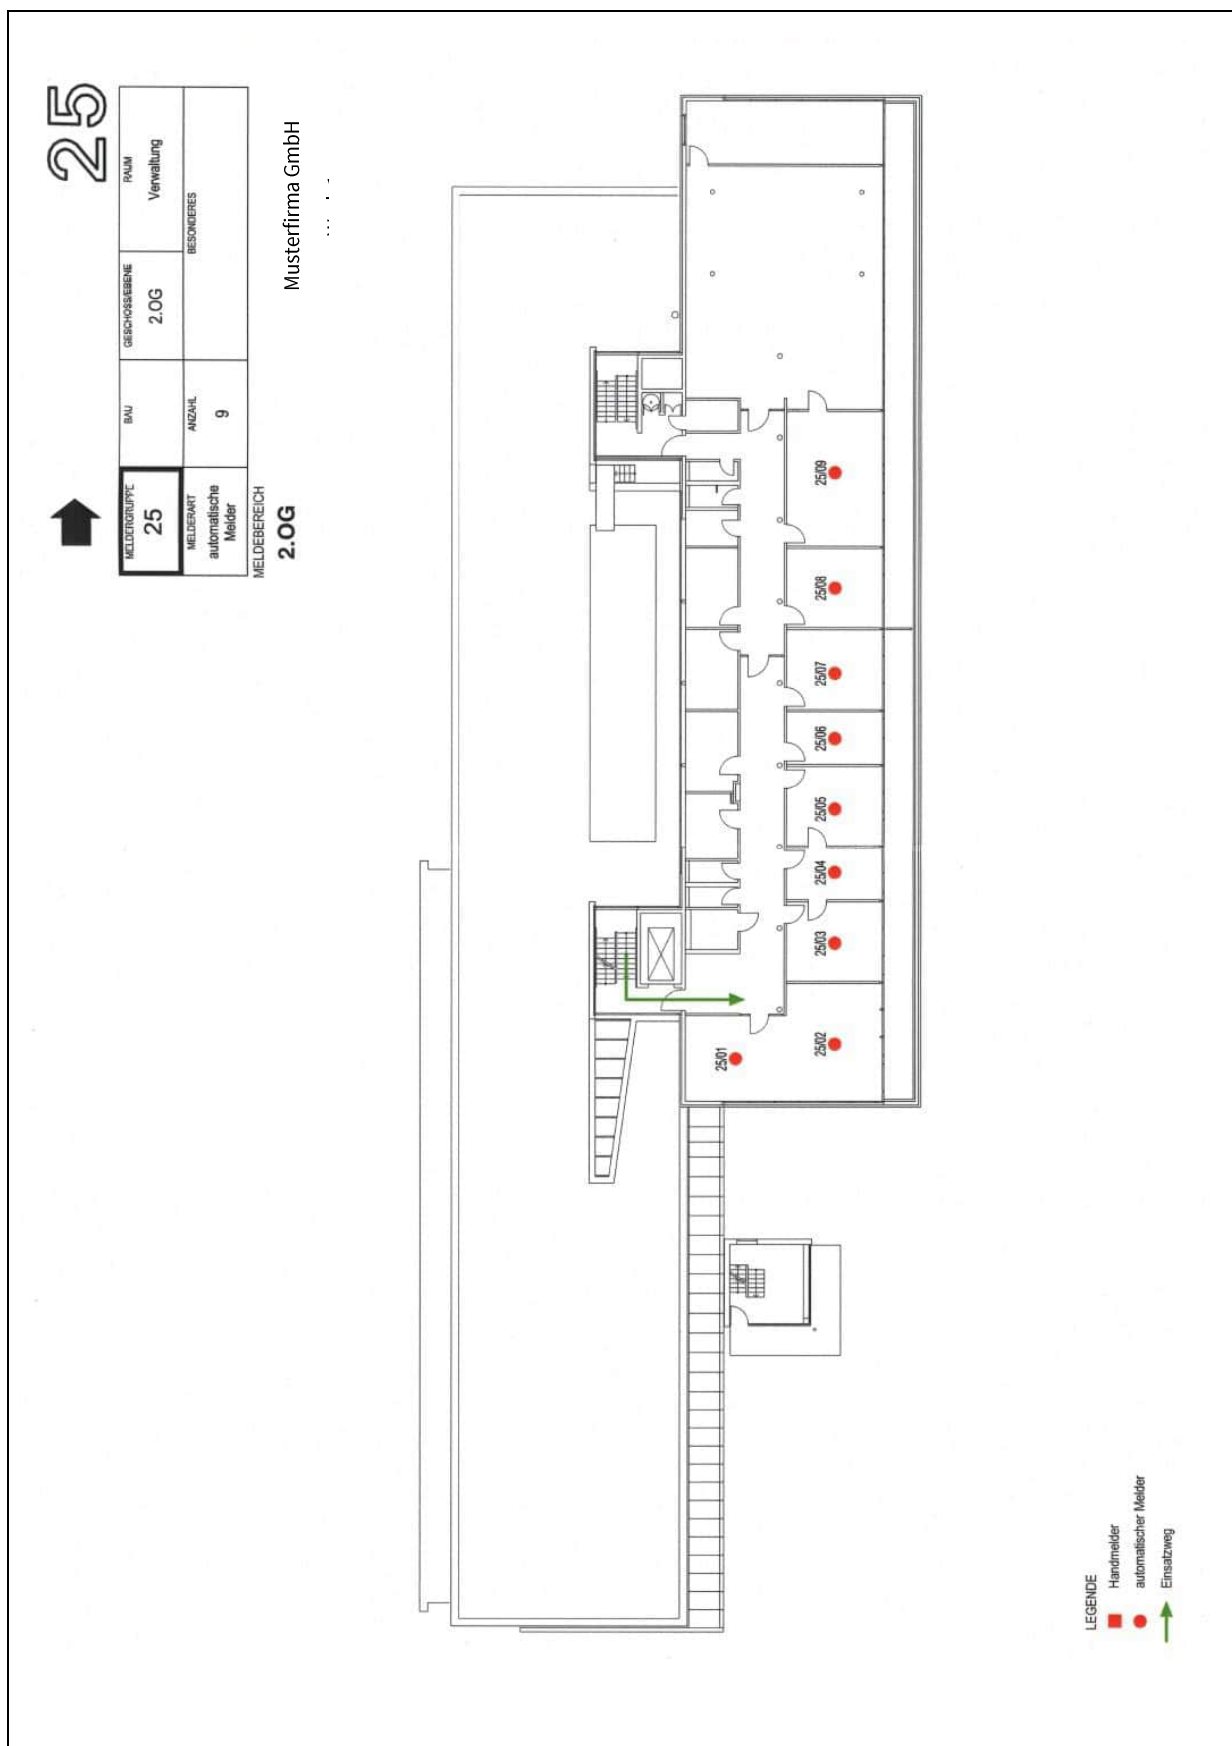 25
MELDERGRUPPE
25
BAU
GESCHOSS/EBENE
2.OG
RAUM
Verwaltung
MELDERART
automatische
Melder
ANZAHL
9
BESONDERES
MELDEBEREICH
2.OG
Musterfirma GmbH
25/01
25/02
25/03
25/04
25/05
25/06
25/07
25/08
25/09
LEGENDE
Handmelder
automatischer Melder
Einsatzweg